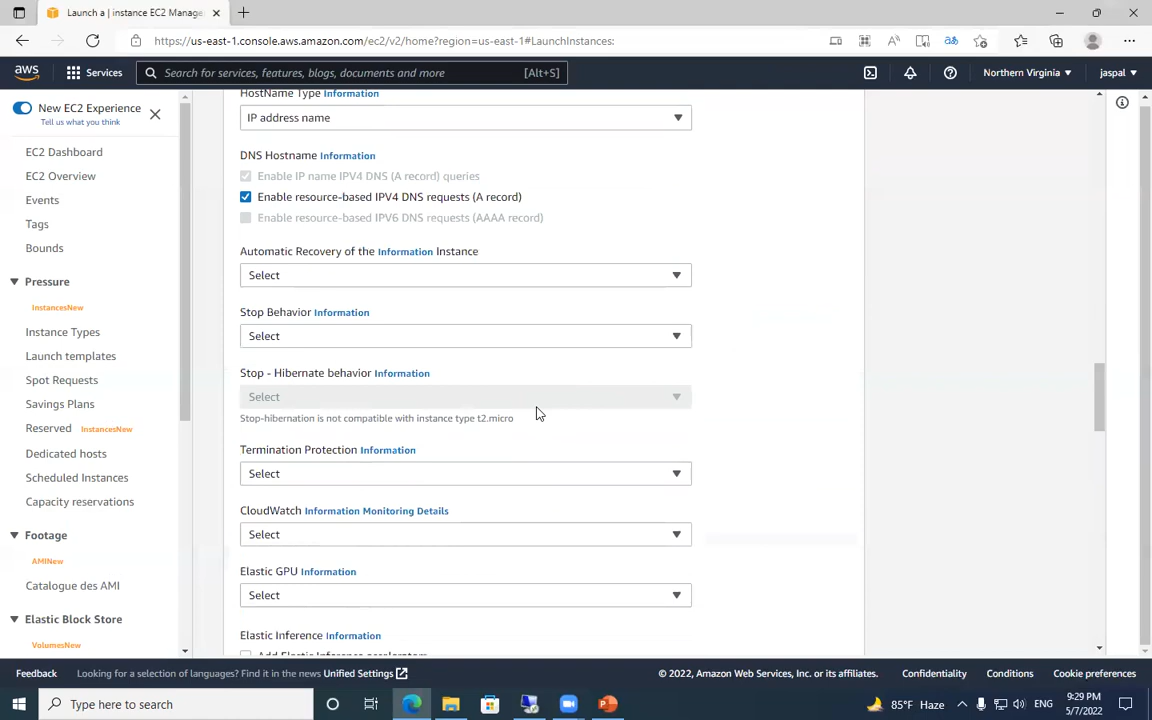 Launch a | instance EC2 Manage
https://us-east-1.console.aws.amazon.com/ec2/v2/home?region=us-east-1#LaunchInstances:
aws
Services
Search for services, features, blogs, documents and more
[Alt+S]
Northern Virginia
jaspal
New EC2 Experience
Tell us what you think
EC2 Dashboard
EC2 Overview
Events
Tags
Bounds
Pressure
InstancesNew
Instance Types
Launch templates
Spot Requests
Savings Plans
Reserved InstancesNew
Dedicated hosts
Scheduled Instances
Capacity reservations
Footage
AMINew
Catalogue des AMI
Elastic Block Store
VolumesNew
HostName Type Information
IP address name
DNS Hostname Information
Enable IP name IPV4 DNS (A record) queries
Enable resource-based IPV4 DNS requests (A record)
Enable resource-based IPV6 DNS requests (AAAA record)
Automatic Recovery of the Information Instance
Select
Stop Behavior Information
Select
Stop - Hibernate behavior Information
Select
Stop-hibernation is not compatible with instance type t2.micro
Termination Protection Information
Select
CloudWatch Information Monitoring Details
Select
Elastic GPU Information
Select
Elastic Inference Information
Add Elastic Inference accelerators
Feedback
Looking for a selection of languages? Find it in the news Unified Settings
© 2022, Amazon Web Services, Inc. or its affiliates.
Confidentiality
Conditions
Cookie preferences
Type here to search
85°F Haze
ENG
9:29 PM
5/7/2022